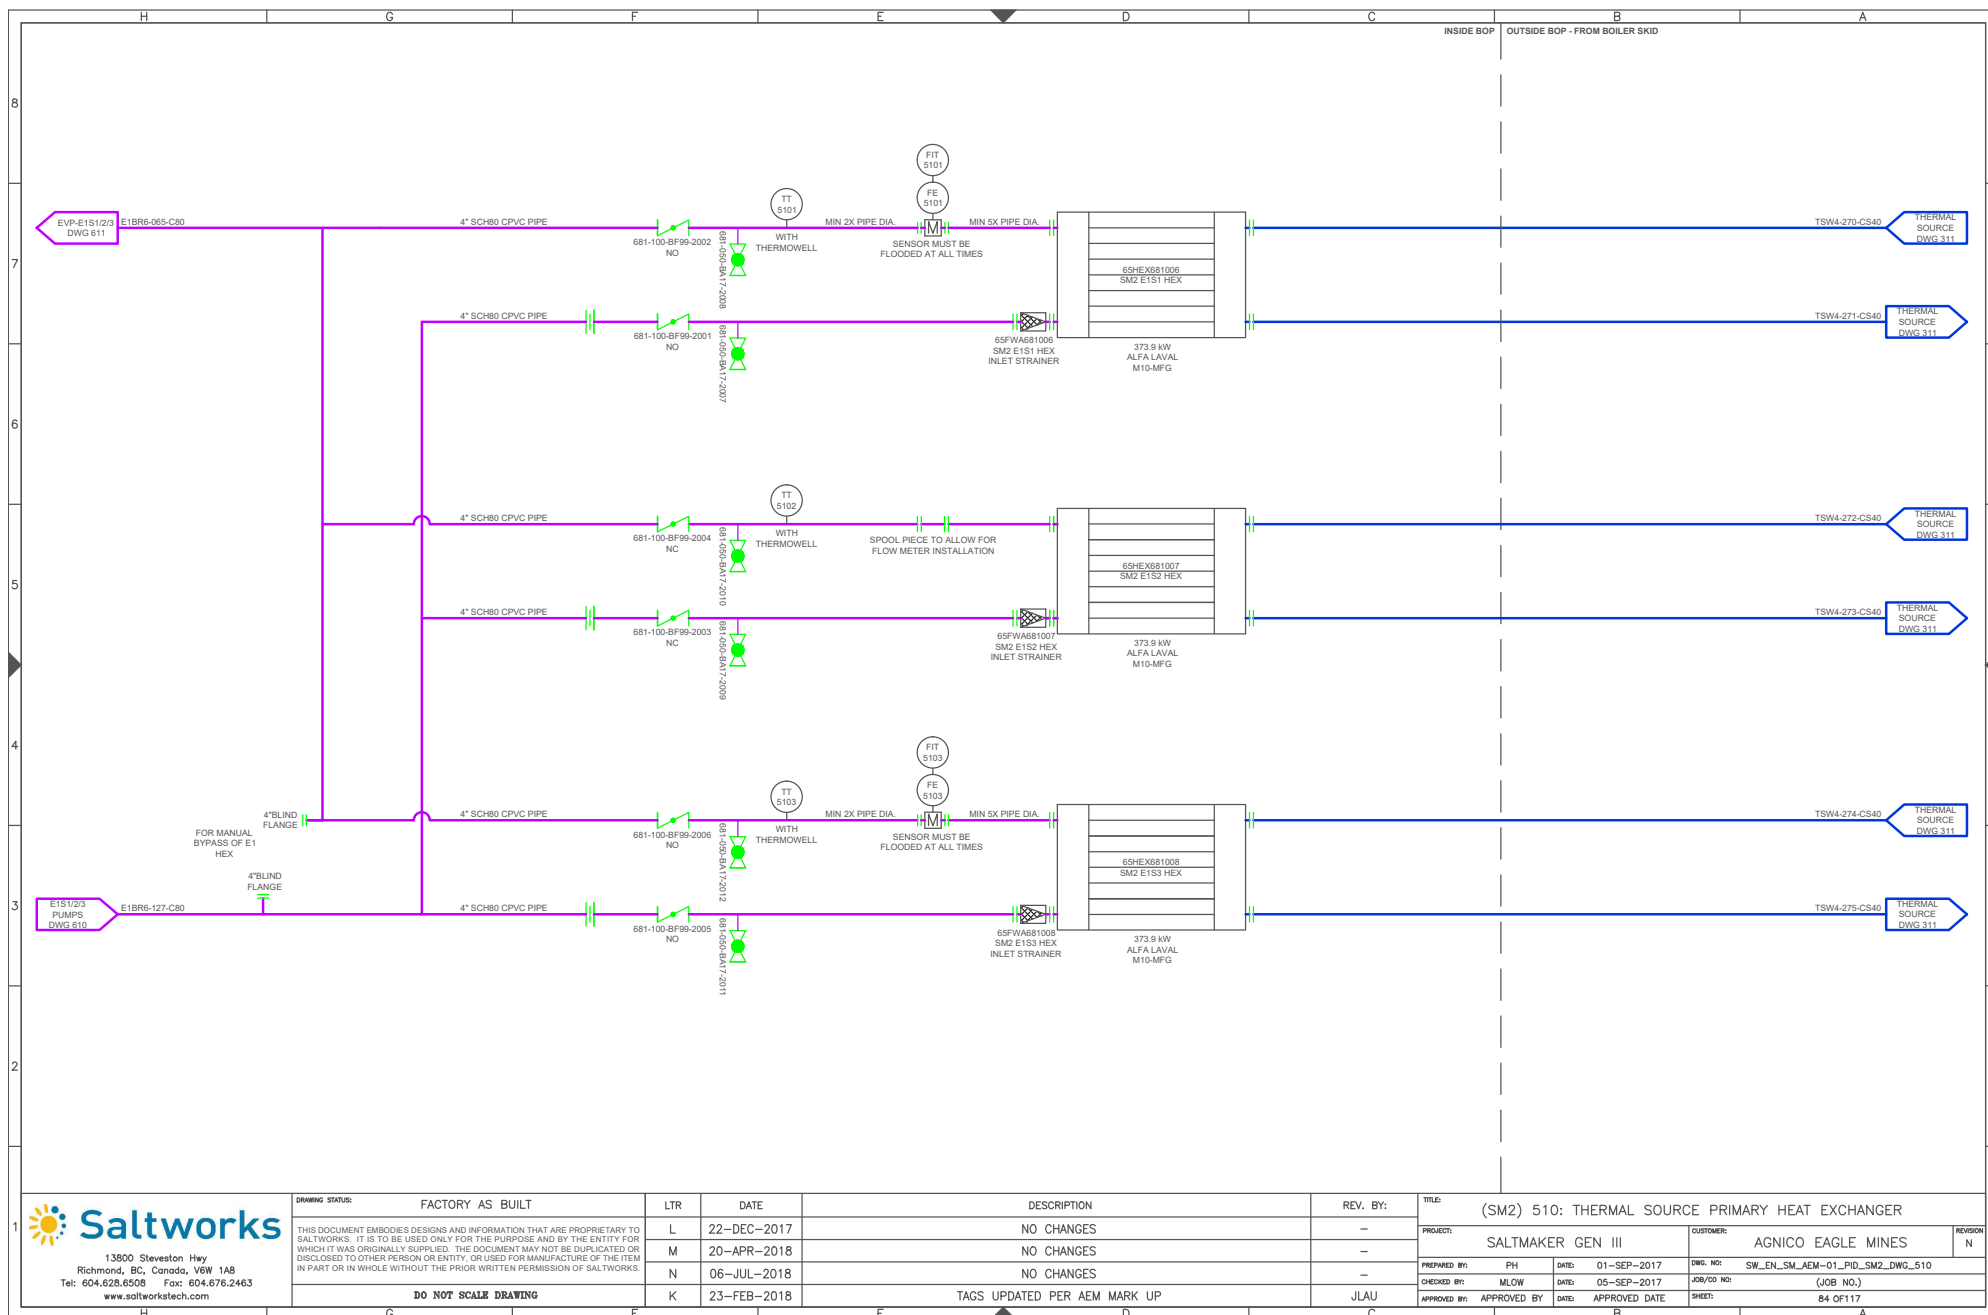 H G F E D C B A
INSIDE BOP
OUTSIDE BOP - FROM BOILER SKID
8
7
6
5
4
3
2
1
EVP-E1S1/2/3
DWG 611
E1BR6-065-C80
4" SCH80 CPVC PIPE
681-100-BF99-2002
NO
681-050-BA17-2008
TT
5101
WITH
THERMOWELL
MIN 2X PIPE DIA.
FIT
5101
FE
5101
M
SENSOR MUST BE
FLOODED AT ALL TIMES
MIN 5X PIPE DIA.
65HEX681006
SM2 E1S1 HEX
TSW4-270-CS40
THERMAL
SOURCE
DWG 311
4" SCH80 CPVC PIPE
681-100-BF99-2001
NO
681-050-BA17-2007
65FWA681006
SM2 E1S1 HEX
INLET STRAINER
373.9 kW
ALFA LAVAL
M10-MFG
TSW4-271-CS40
THERMAL
SOURCE
DWG 311
4" SCH80 CPVC PIPE
681-100-BF99-2004
NC
681-050-BA17-2010
TT
5102
WITH
THERMOWELL
SPOOL PIECE TO ALLOW FOR
FLOW METER INSTALLATION
65HEX681007
SM2 E1S2 HEX
TSW4-272-CS40
THERMAL
SOURCE
DWG 311
4" SCH80 CPVC PIPE
681-100-BF99-2003
NC
681-050-BA17-2009
65FWA681007
SM2 E1S2 HEX
INLET STRAINER
373.9 kW
ALFA LAVAL
M10-MFG
TSW4-273-CS40
THERMAL
SOURCE
DWG 311
FOR MANUAL
BYPASS OF E1
HEX
4"BLIND
FLANGE
4" SCH80 CPVC PIPE
681-100-BF99-2006
NO
681-050-BA17-2012
TT
5103
WITH
THERMOWELL
MIN 2X PIPE DIA.
FIT
5103
FE
5103
M
SENSOR MUST BE
FLOODED AT ALL TIMES
MIN 5X PIPE DIA.
65HEX681008
SM2 E1S3 HEX
TSW4-274-CS40
THERMAL
SOURCE
DWG 311
4"BLIND
FLANGE
E1S1/2/3
PUMPS
DWG 610
E1BR6-127-C80
4" SCH80 CPVC PIPE
681-100-BF99-2005
NO
681-050-BA17-2011
65FWA681008
SM2 E1S3 HEX
INLET STRAINER
373.9 kW
ALFA LAVAL
M10-MFG
TSW4-275-CS40
THERMAL
SOURCE
DWG 311
Saltworks
13800 Steveston Hwy
Richmond, BC, Canada, V6W 1A8
Tel: 604.628.6508 Fax: 604.676.2463
www.saltworkstech.com
DRAWING STATUS: FACTORY AS BUILT
THIS DOCUMENT EMBODIES DESIGNS AND INFORMATION THAT ARE PROPRIETARY TO
SALTWORKS. IT IS TO BE USED ONLY FOR THE PURPOSE AND BY THE ENTITY FOR
WHICH IT WAS ORIGINALLY SUPPLIED. THE DOCUMENT MAY NOT BE DUPLICATED OR
DISCLOSED TO OTHER PERSON OR ENTITY, OR USED FOR MANUFACTURE OF THE ITEM
IN PART OR IN WHOLE WITHOUT THE PRIOR WRITTEN PERMISSION OF SALTWORKS.
DO NOT SCALE DRAWING
LTR DATE DESCRIPTION REV. BY:
L 22-DEC-2017 NO CHANGES -
M 20-APR-2018 NO CHANGES -
N 06-JUL-2018 NO CHANGES -
K 23-FEB-2018 TAGS UPDATED PER AEM MARK UP JLAU
TITLE: (SM2) 510: THERMAL SOURCE PRIMARY HEAT EXCHANGER
PROJECT: SALTMAKER GEN III CUSTOMER: AGNICO EAGLE MINES REVISION N
PREPARED BY: PH DATE: 01-SEP-2017 DWG. NO: SW_EN_SM_AEM-01_PID_SM2_DWG_510
CHECKED BY: MLOW DATE: 05-SEP-2017 JOB/CO NO: (JOB NO.)
APPROVED BY: APPROVED BY DATE: APPROVED DATE SHEET: 84 OF117
H G F E D C B A